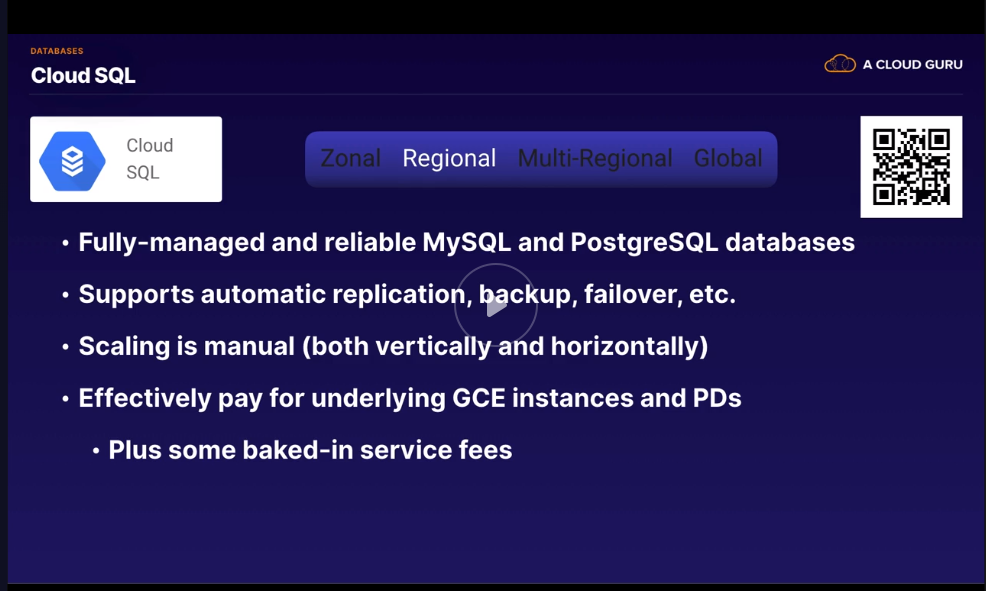 DATABASES
Cloud SQL
A CLOUD GURU
Cloud
SQL
Zonal Regional Multi-Regional Global
• Fully-managed and reliable MySQL and PostgreSQL databases
• Supports automatic replication, backup, failover, etc.
• Scaling is manual (both vertically and horizontally)
• Effectively pay for underlying GCE instances and PDs
• Plus some baked-in service fees